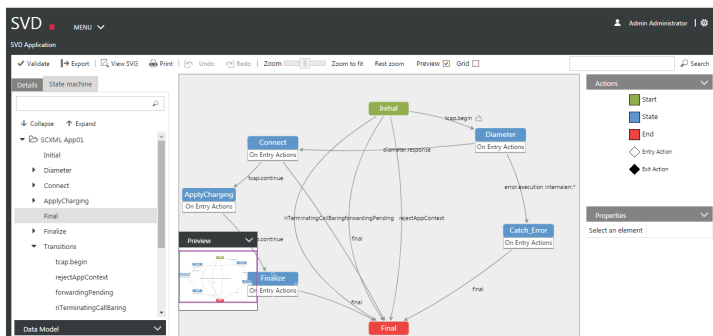 SVD
MENU
Admin Administrator
SVD Application
Validate Export View SVG Print Undo Redo Zoom Zoom to fit Rest zoom Preview Grid Search
Details State machine
Collapse Expand
SCXML App01
Initial
Diameter
Connect
ApplyCharging
Final
Finalize
Transitions
tcap.begin
rejectAppContext
forwardingPending
riTerminatingCallBaring
Data Model
Initial
tcap.begin
Diameter
On Entry Actions
Connect
On Entry Actions
diameter.response
tcap.continue
error.execution internalerr.*
ApplyCharging
On Entry Actions
riTerminatingCallBaring
forwardingPending
rejectAppContext
Catch_Error
On Entry Actions
final
Preview
p.continue
Finalize
On Entry Actions
final
final
Final
Actions
Start
State
End
Entry Action
Exit Action
Properties
Select an element